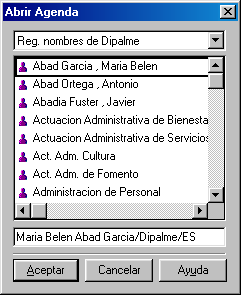 Abrir Agenda
Reg. nombres de Dipalme
Abad Garcia , Maria Belen
Abad Ortega , Antonio
Abadia Fuster , Javier
Actuacion Administrativa de Bienesta
Actuacion Administrativa de Servicios
Act. Adm. Cultura
Act. Adm. de Fomento
Administracion de Personal
Maria Belen Abad Garcia/Dipalme/ES
Aceptar Cancelar Ayuda